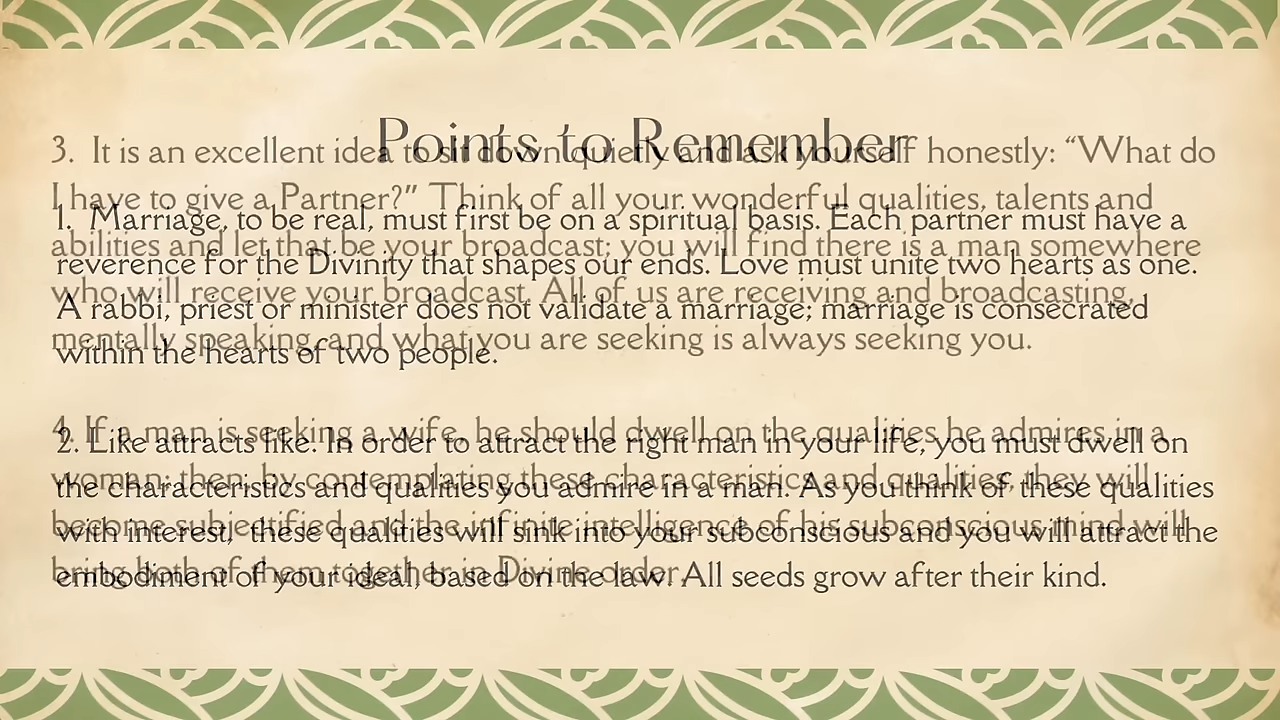 Points to Remember
1. Marriage, to be real, must first be on a spiritual basis. Each partner must have a
reverence for the Divinity that shapes our ends. Love must unite two hearts as one.
A rabbi, priest or minister does not validate a marriage; marriage is consecrated
within the hearts of two people.
2. Like attracts like. In order to attract the right man in your life, you must dwell on
the characteristics and qualities you admire in a man. As you think of these qualities
with interest, these qualities will sink into your subconscious and you will attract the
embodiment of your ideal, based on the law. All seeds grow after their kind.
3. It is an excellent idea to sit down quietly and ask yourself honestly: “What do
I have to give a Partner?” Think of all your wonderful qualities, talents and
abilities and let that be your broadcast; you will find there is a man somewhere
who will receive your broadcast. All of us are receiving and broadcasting,
mentally speaking, and what you are seeking is always seeking you.
4. If a man is seeking a wife, he should dwell on the qualities he admires in a
woman; then, by contemplating these characteristics and qualities, they will
become subjectified and the infinite intelligence of his subconscious mind will
bring both of them together in Divine order.